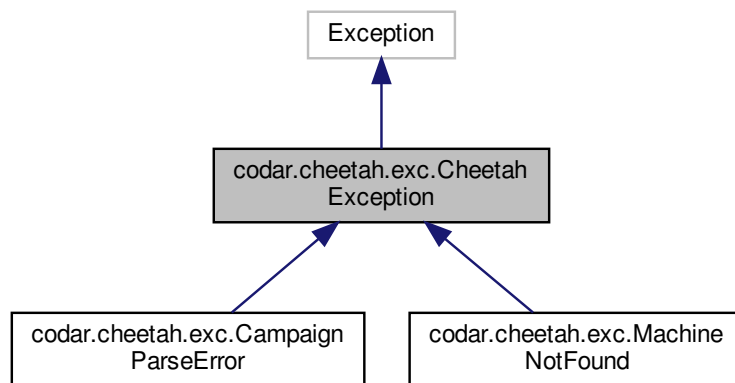 Exception
codar.cheetah.exc.Cheetah
Exception
codar.cheetah.exc.Campaign
ParseError
codar.cheetah.exc.Machine
NotFound